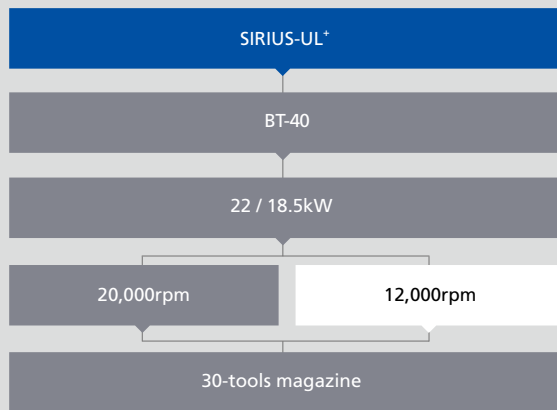 SIRIUS-UL⁺
BT-40
22 / 18.5kW
20,000rpm
12,000rpm
30-tools magazine